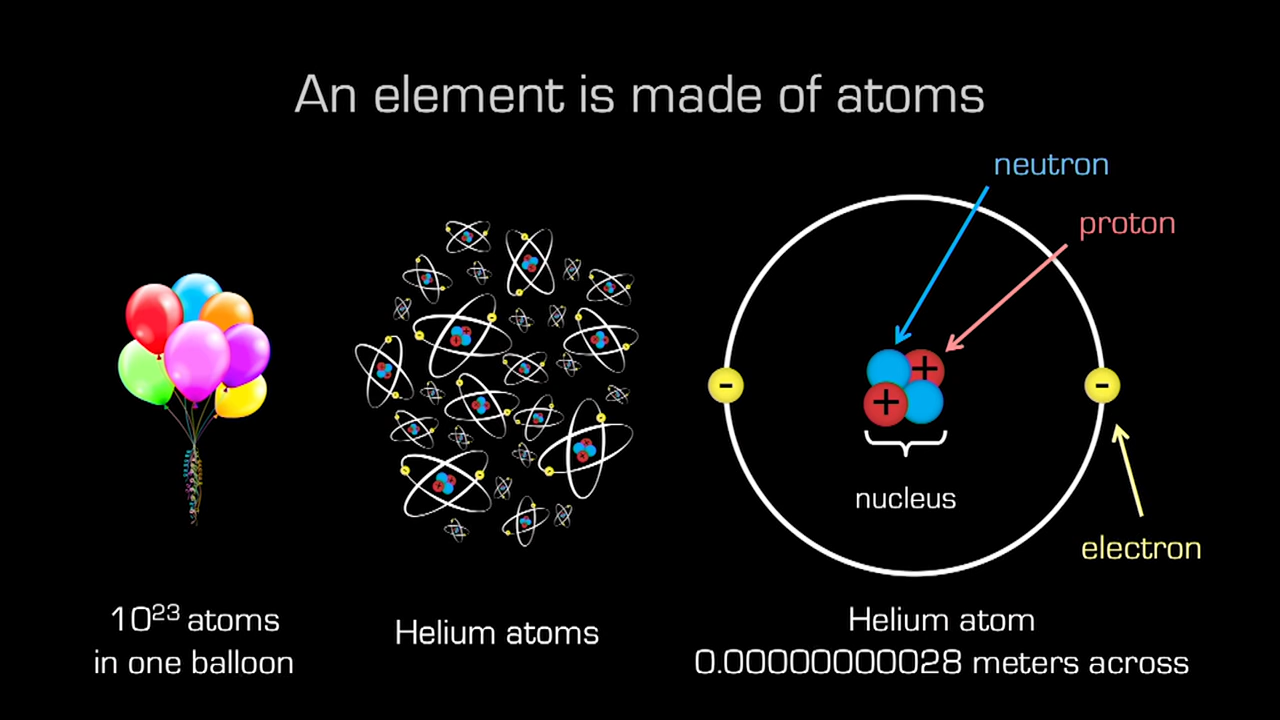 An element is made of atoms
neutron
proton
+
+
-
-
nucleus
electron
10²³ atoms
in one balloon
Helium atoms
Helium atom
0.00000000028 meters across